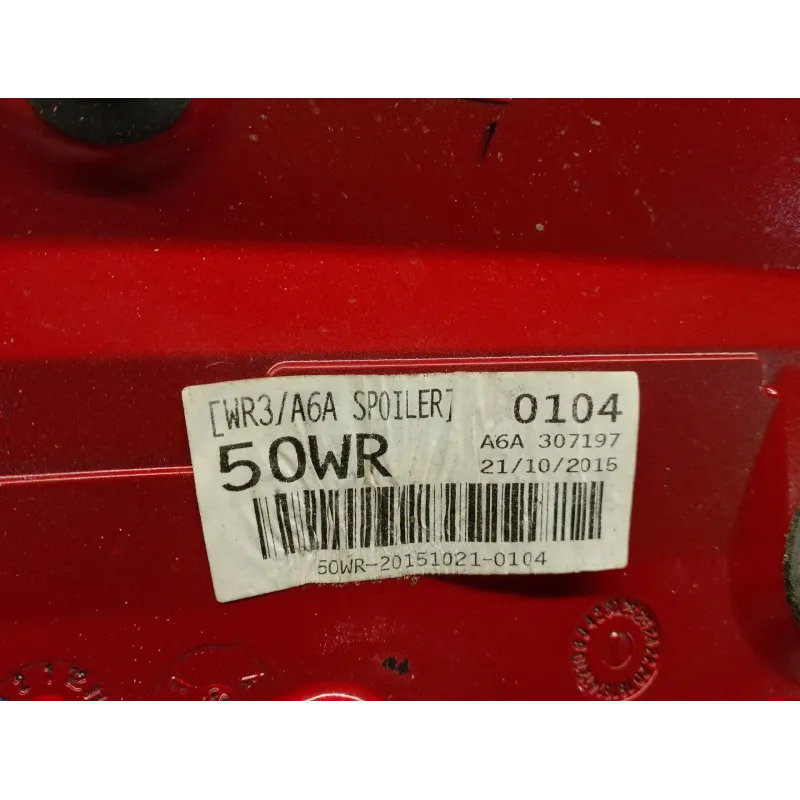 [WR3/A6A SPOILER] 0104
50WR A6A 307197
21/10/2015
50WR-20151021-0104